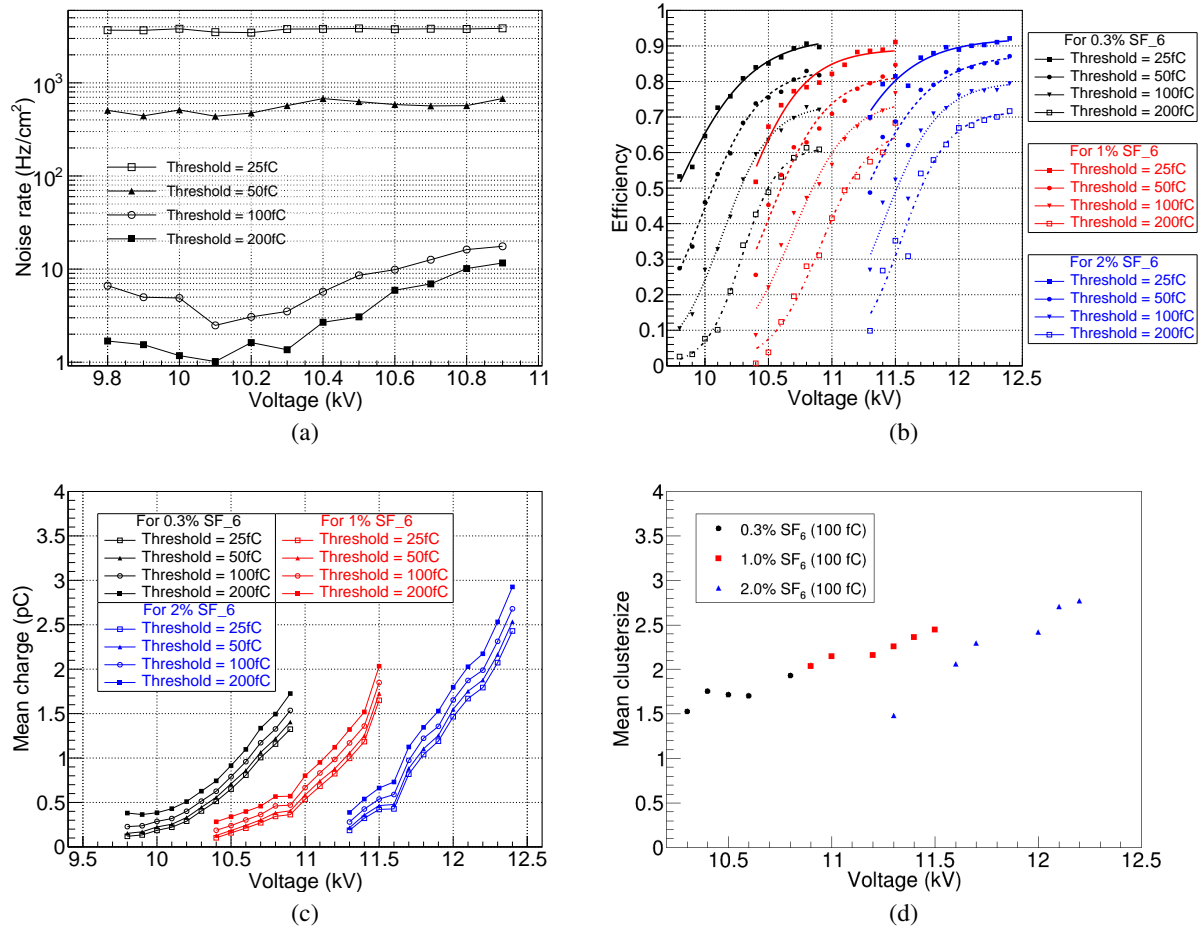 Noise rate (Hz/cm²)
10³
10²
10
1
Threshold = 25fC
Threshold = 50fC
Threshold = 100fC
Threshold = 200fC
9.8 10 10.2 10.4 10.6 10.8 11
Voltage (kV)
(a)
Efficiency
1
0.9
0.8
0.7
0.6
0.5
0.4
0.3
0.2
0.1
0
10 10.5 11 11.5 12 12.5
Voltage (kV)
For 0.3% SF_6
Threshold = 25fC
Threshold = 50fC
Threshold = 100fC
Threshold = 200fC
For 1% SF_6
Threshold = 25fC
Threshold = 50fC
Threshold = 100fC
Threshold = 200fC
For 2% SF_6
Threshold = 25fC
Threshold = 50fC
Threshold = 100fC
Threshold = 200fC
(b)
Mean charge (pC)
4
3.5
3
2.5
2
1.5
1
0.5
0
For 0.3% SF_6
Threshold = 25fC
Threshold = 50fC
Threshold = 100fC
Threshold = 200fC
For 1% SF_6
Threshold = 25fC
Threshold = 50fC
Threshold = 100fC
Threshold = 200fC
For 2% SF_6
Threshold = 25fC
Threshold = 50fC
Threshold = 100fC
Threshold = 200fC
9.5 10 10.5 11 11.5 12 12.5
Voltage (kV)
(c)
Mean clustersize
4
3.5
3
2.5
2
1.5
1
0.5
0
0.3% SF₆ (100 fC)
1.0% SF₆ (100 fC)
2.0% SF₆ (100 fC)
10.5 11 11.5 12 12.5
Voltage (kV)
(d)